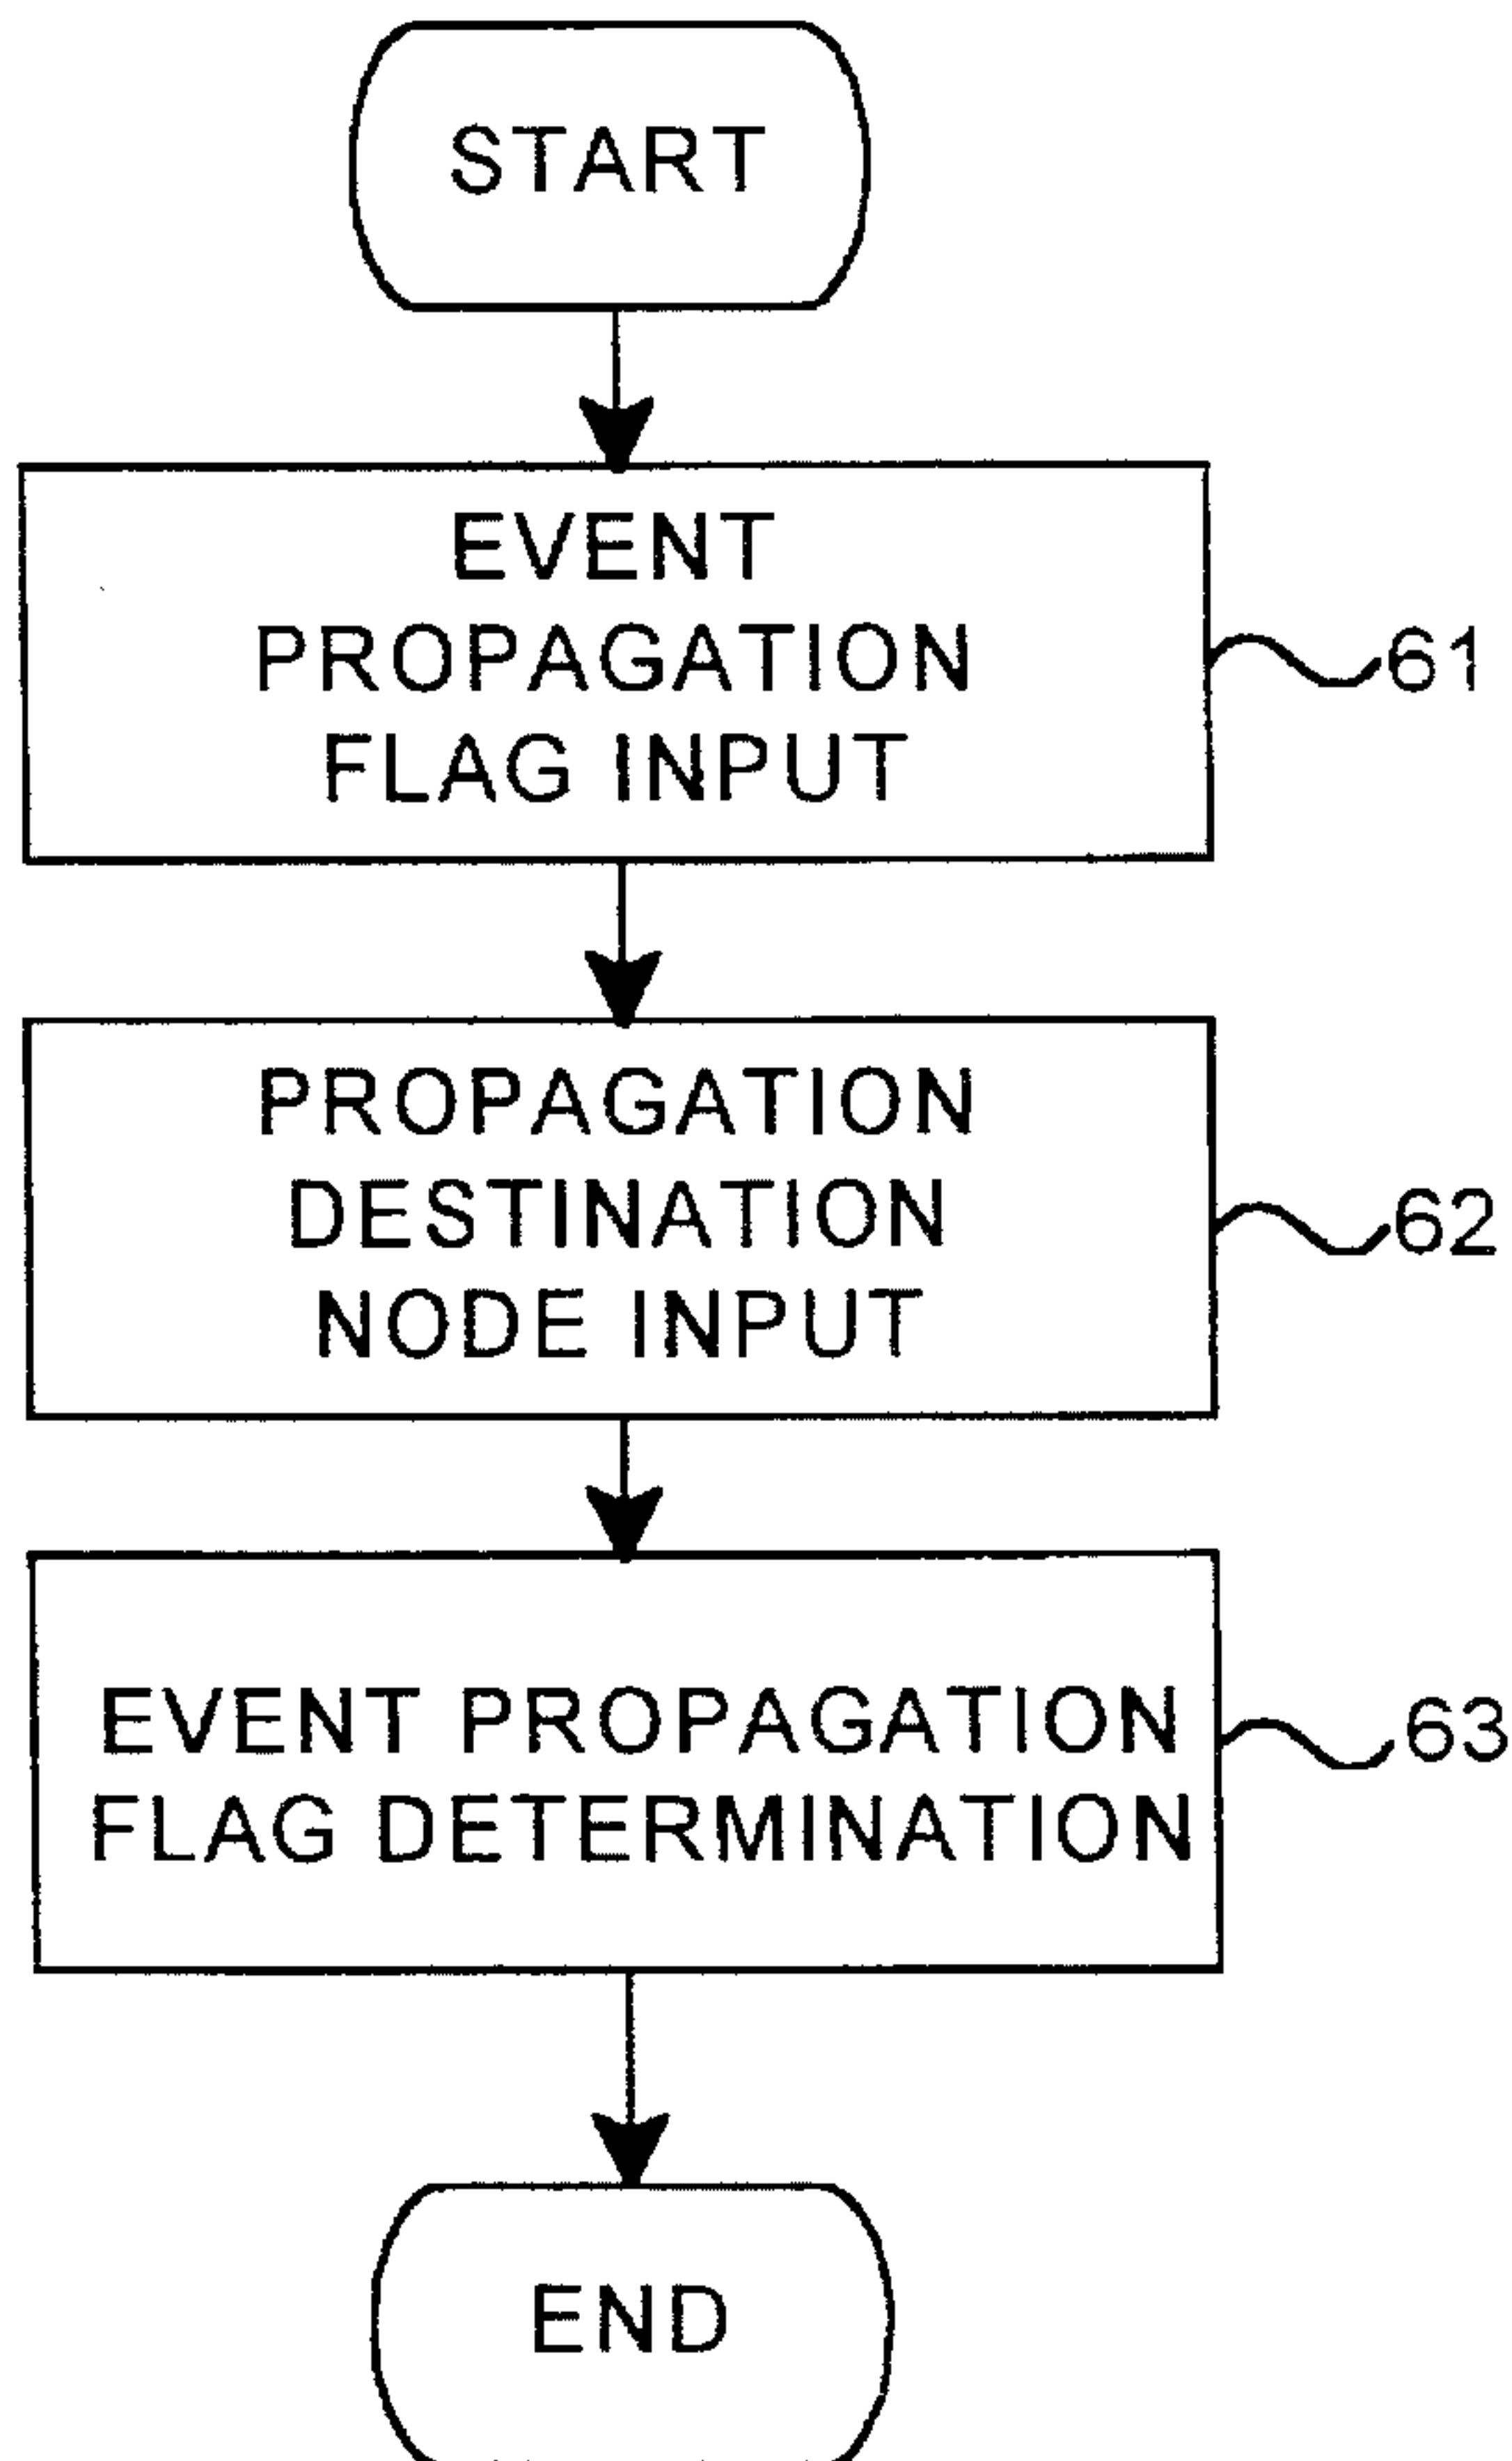 START
EVENT
PROPAGATION
FLAG INPUT
61
PROPAGATION
DESTINATION
NODE INPUT
62
EVENT PROPAGATION
FLAG DETERMINATION
63
END